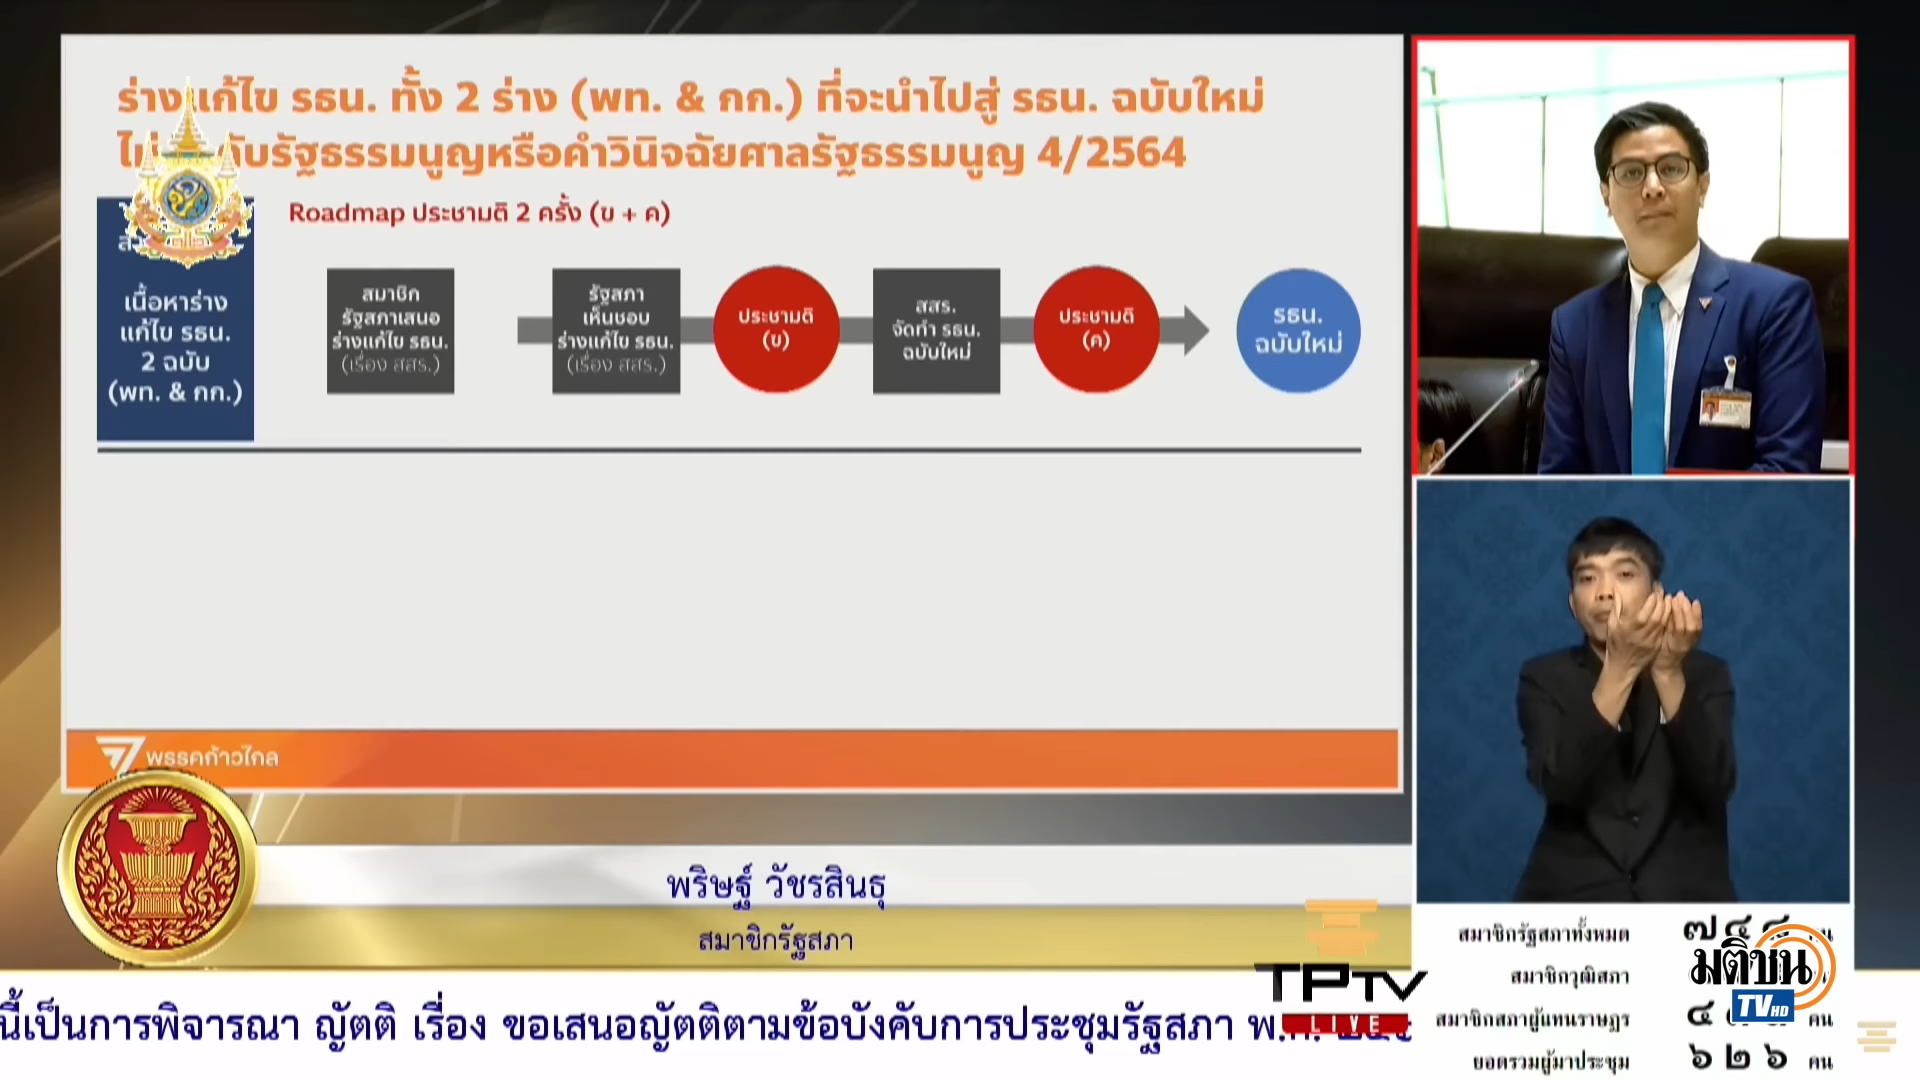 ร่างแก้ไข รธน. ทั้ง 2 ร่าง (พท. & กก.) ที่จะนำไปสู่ รธน. ฉบับใหม่
รัฐธรรมนูญหรือคำวินิจฉัยศาลรัฐธรรมนูญ 4/2564
Roadmap ประชามติ 2 ครั้ง (ข + ค)
เนื้อหาร่าง
แก้ไข รธน.
2 ฉบับ
(พท. & กก.)
สมาชิก
รัฐสภาเสนอ
ร่างแก้ไข รธน.
(เรื่อง สสร.)
รัฐสภา
เห็นชอบ
ร่างแก้ไข รธน.
(เรื่อง สสร.)
ประชามติ
(ข)
สสร.
จัดทำ รธน.
ฉบับใหม่
ประชามติ
(ค)
รธน.
ฉบับใหม่
พรรคก้าวไกล
พริษฐ์ วัชรสินธุ
สมาชิกรัฐสภา
นี้เป็นการพิจารณา ญัตติ เรื่อง ขอเสนอญัตติตามข้อบังคับการประชุมรัฐสภา
TPTV
LIVE
สมาชิกรัฐสภาทั้งหมด
สมาชิกวุฒิสภา
สมาชิกสภาผู้แทนราษฎร คน
ยอดรวมผู้มาประชุม ๖๒๖ คน
มติชน
TV HD